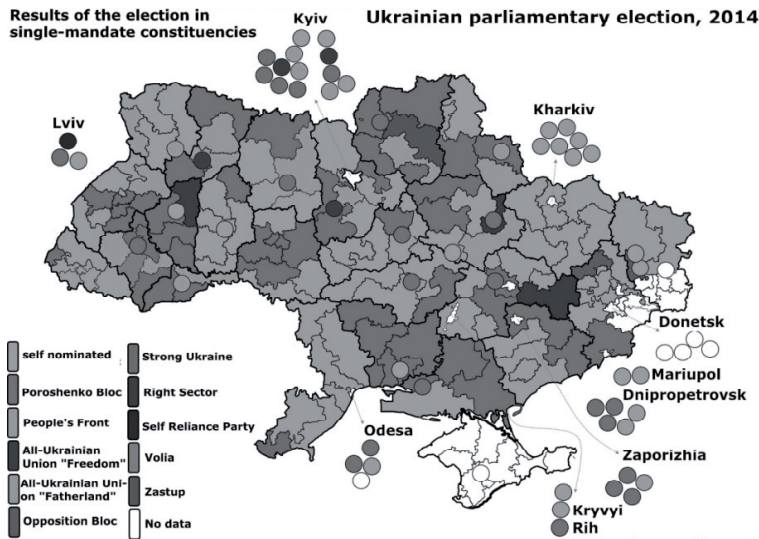 Results of the election in
single-mandate constituencies
Kyiv
Ukrainian parliamentary election, 2014
Lviv
Kharkiv
Donetsk
Mariupol
Dnipropetrovsk
Zaporizhia
Odesa
Kryvyi
Rih
self nominated
Poroshenko Bloc
People's Front
All-Ukrainian
Union "Freedom"
All-Ukrainian Uni-
on "Fatherland"
Opposition Bloc
Strong Ukraine
Right Sector
Self Reliance Party
Volia
Zastup
No data